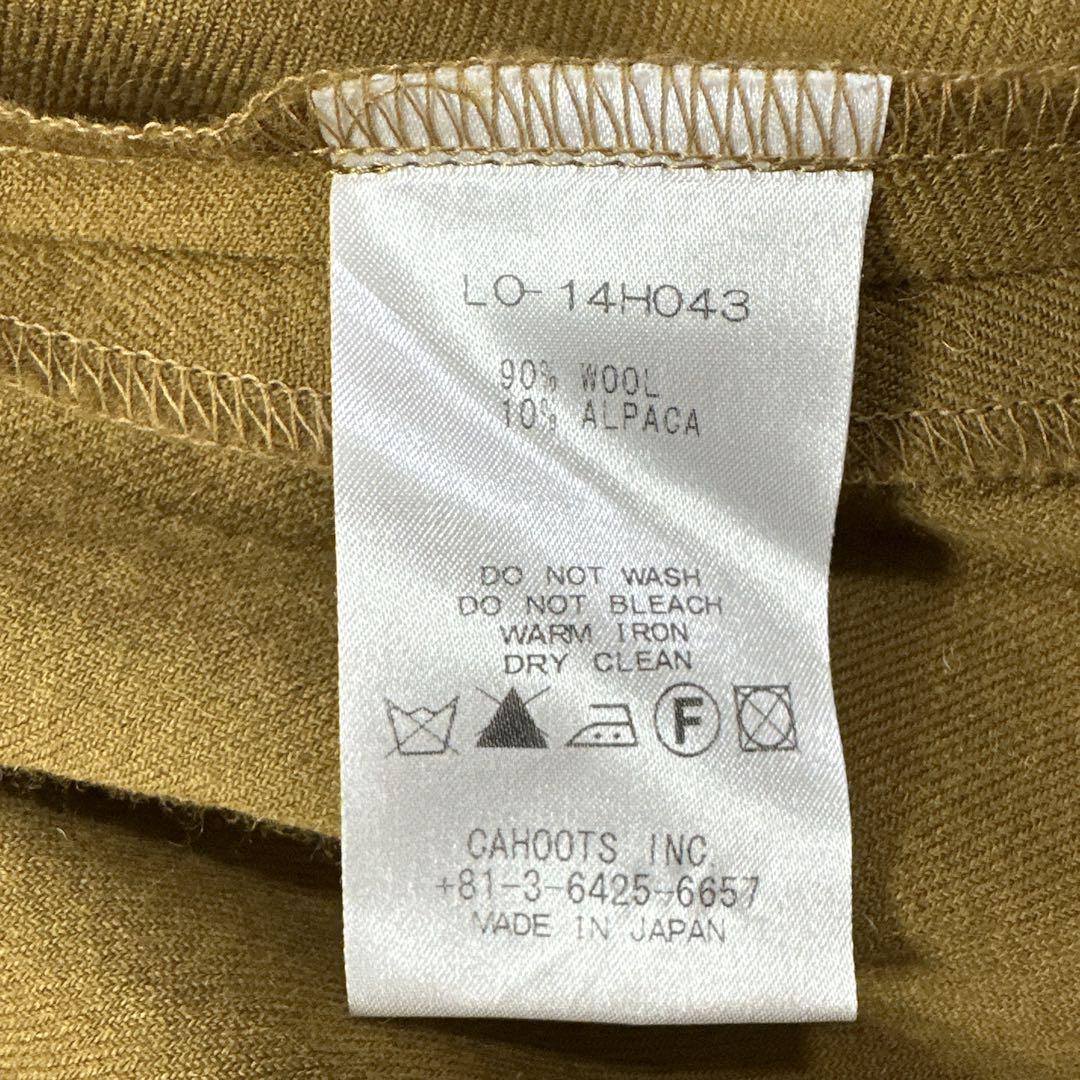 LO-14H043
90% WOOL
10% ALPACA
DO NOT WASH
DO NOT BLEACH
WARM IRON
DRY CLEAN
F
CAHOOTS INC.
+81-3-6425-6657
MADE IN JAPAN